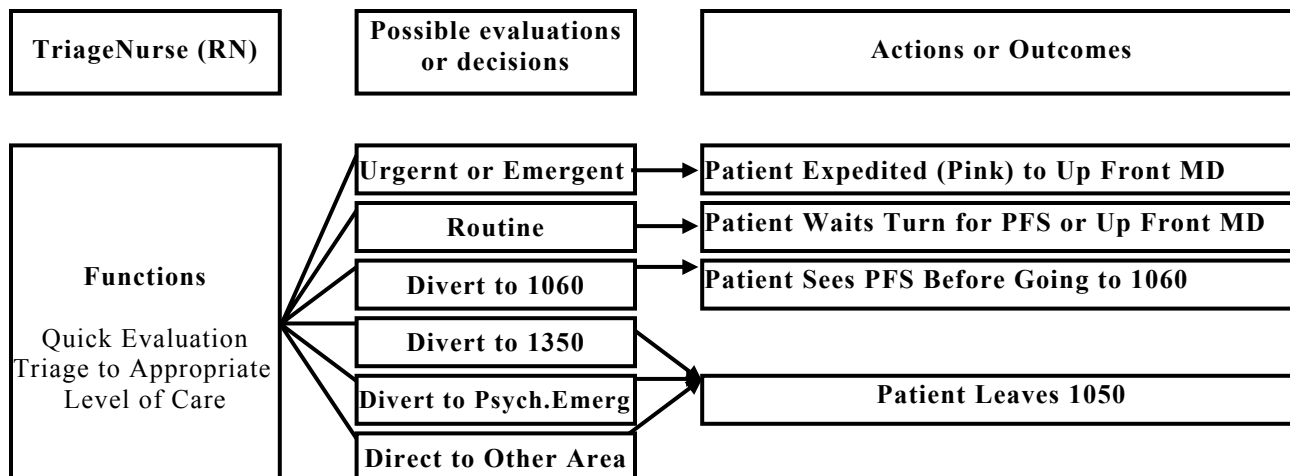 TriageNurse (RN)
Possible evaluations
or decisions
Actions or Outcomes
Functions
Quick Evaluation
Triage to Appropriate
Level of Care
Urgernt or Emergent
Patient Expedited (Pink) to Up Front MD
Routine
Patient Waits Turn for PFS or Up Front MD
Divert to 1060
Patient Sees PFS Before Going to 1060
Divert to 1350
Divert to Psych.Emerg
Patient Leaves 1050
Direct to Other Area